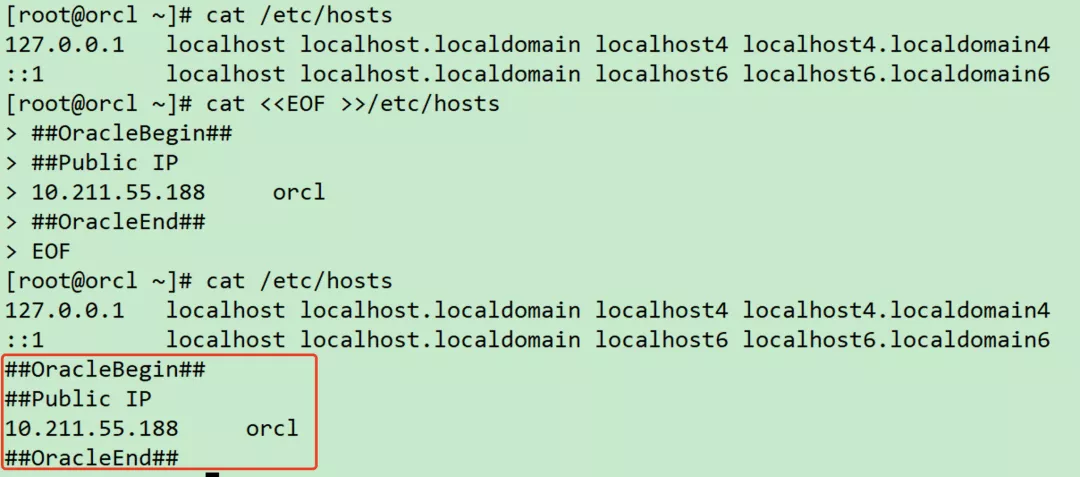 [root@orcl ~]# cat /etc/hosts
127.0.0.1   localhost localhost.localdomain localhost4 localhost4.localdomain4
::1         localhost localhost.localdomain localhost6 localhost6.localdomain6
[root@orcl ~]# cat <<EOF >>/etc/hosts
> ##OracleBegin##
> ##Public IP
> 10.211.55.188     orcl
> ##OracleEnd##
> EOF
[root@orcl ~]# cat /etc/hosts
127.0.0.1   localhost localhost.localdomain localhost4 localhost4.localdomain4
::1         localhost localhost.localdomain localhost6 localhost6.localdomain6
##OracleBegin##
##Public IP
10.211.55.188     orcl
##OracleEnd##